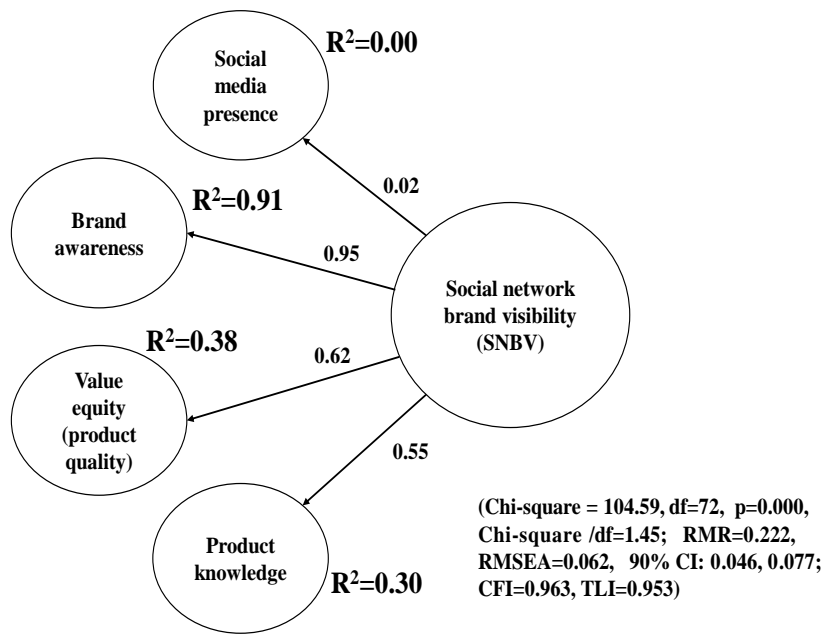 Social
media
presence
R²=0.00
0.02
Brand
awareness
R²=0.91
0.95
Social network
brand visibility
(SNBV)
Value
equity
(product
quality)
R²=0.38
0.62
Product
knowledge
R²=0.30
0.55
(Chi-square = 104.59, df=72, p=0.000,
Chi-square /df=1.45; RMR=0.222,
RMSEA=0.062, 90% CI: 0.046, 0.077;
CFI=0.963, TLI=0.953)